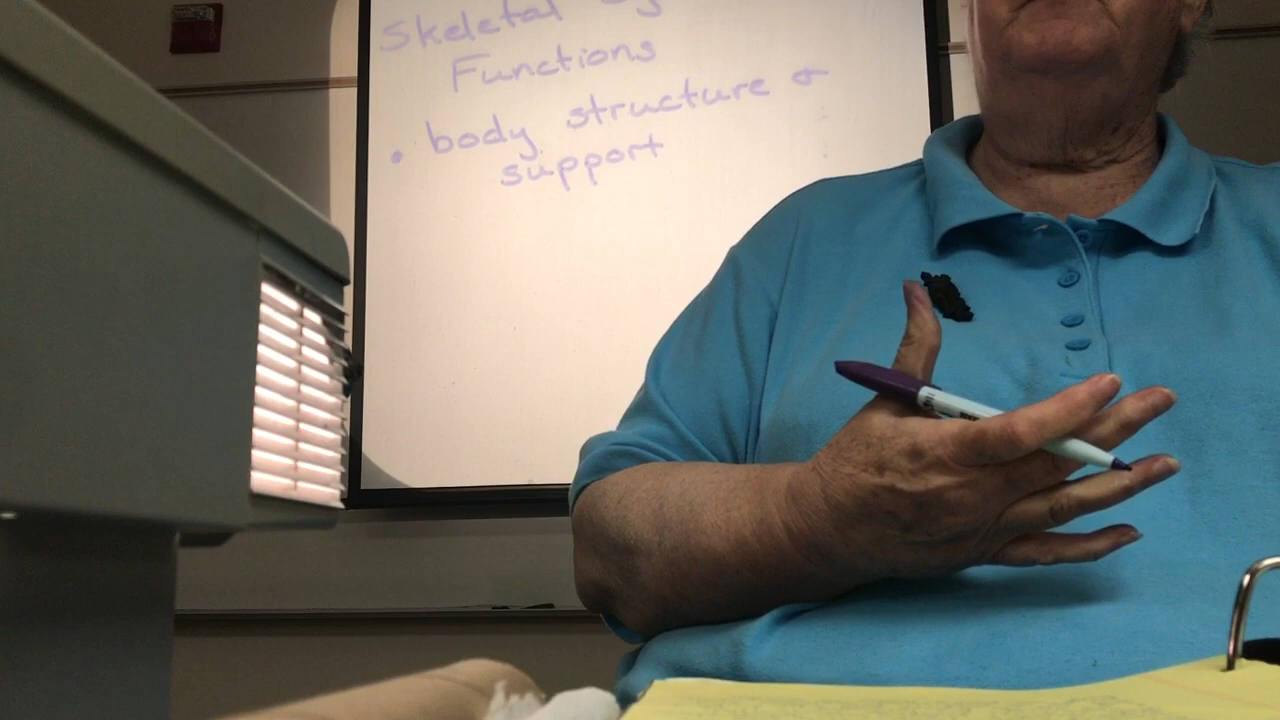 Skeletal
Functions
• body structure &
support